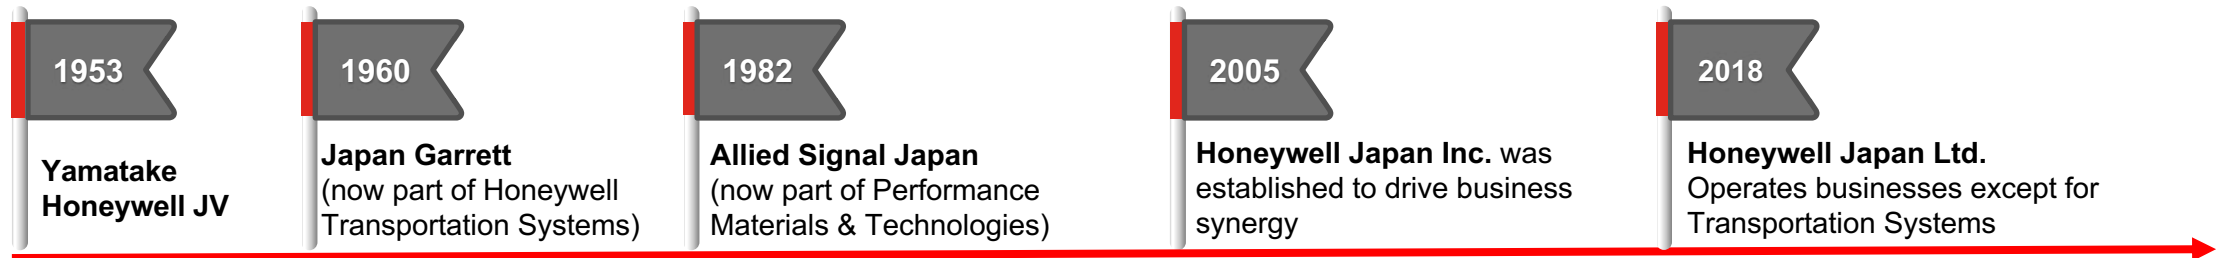 1953
Yamatake
Honeywell JV
1960
Japan Garrett
(now part of Honeywell
Transportation Systems)
1982
Allied Signal Japan
(now part of Performance
Materials & Technologies)
2005
Honeywell Japan Inc. was
established to drive business
synergy
2018
Honeywell Japan Ltd.
Operates businesses except for
Transportation Systems